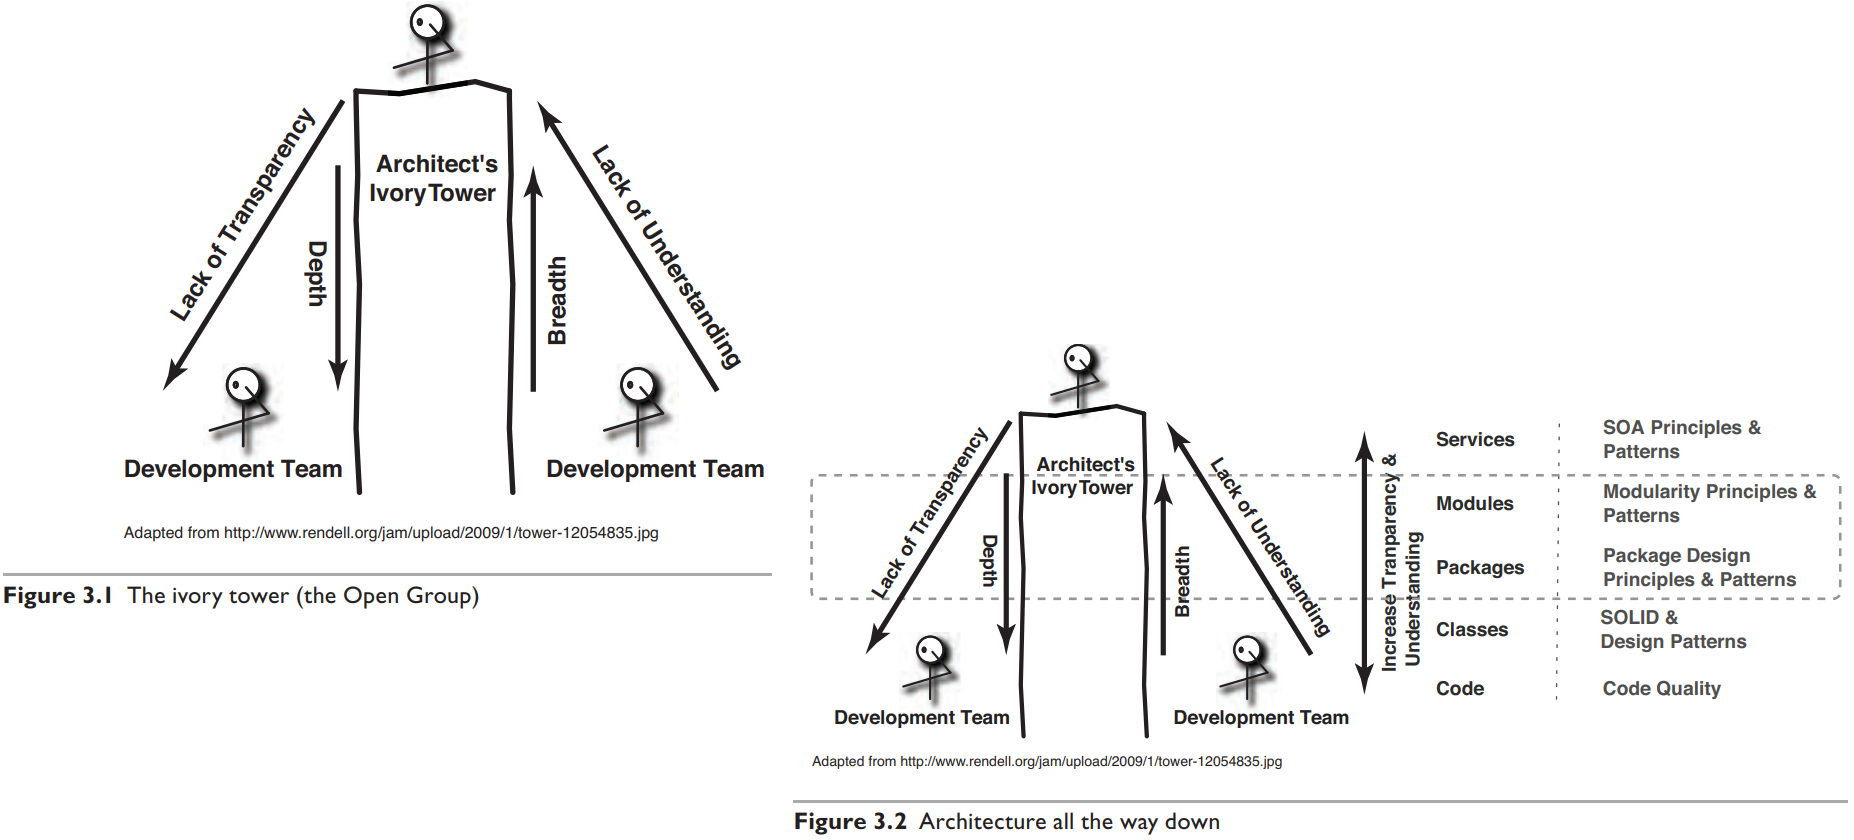 Architect's
Ivory Tower
Lack of Transparency
Depth
Breadth
Lack of Understanding
Development Team
Development Team
Adapted from http://www.rendell.org/jam/upload/2009/1/tower-12054835.jpg
Figure 3.1 The ivory tower (the Open Group)
Architect's
Ivory Tower
Lack of Transparency
Depth
Breadth
Lack of Understanding
Development Team
Development Team
Increase Tranparency &
Understanding
Services
SOA Principles &
Patterns
Modules
Modularity Principles &
Patterns
Packages
Package Design
Principles & Patterns
Classes
SOLID &
Design Patterns
Code
Code Quality
Adapted from http://www.rendell.org/jam/upload/2009/1/tower-12054835.jpg
Figure 3.2 Architecture all the way down